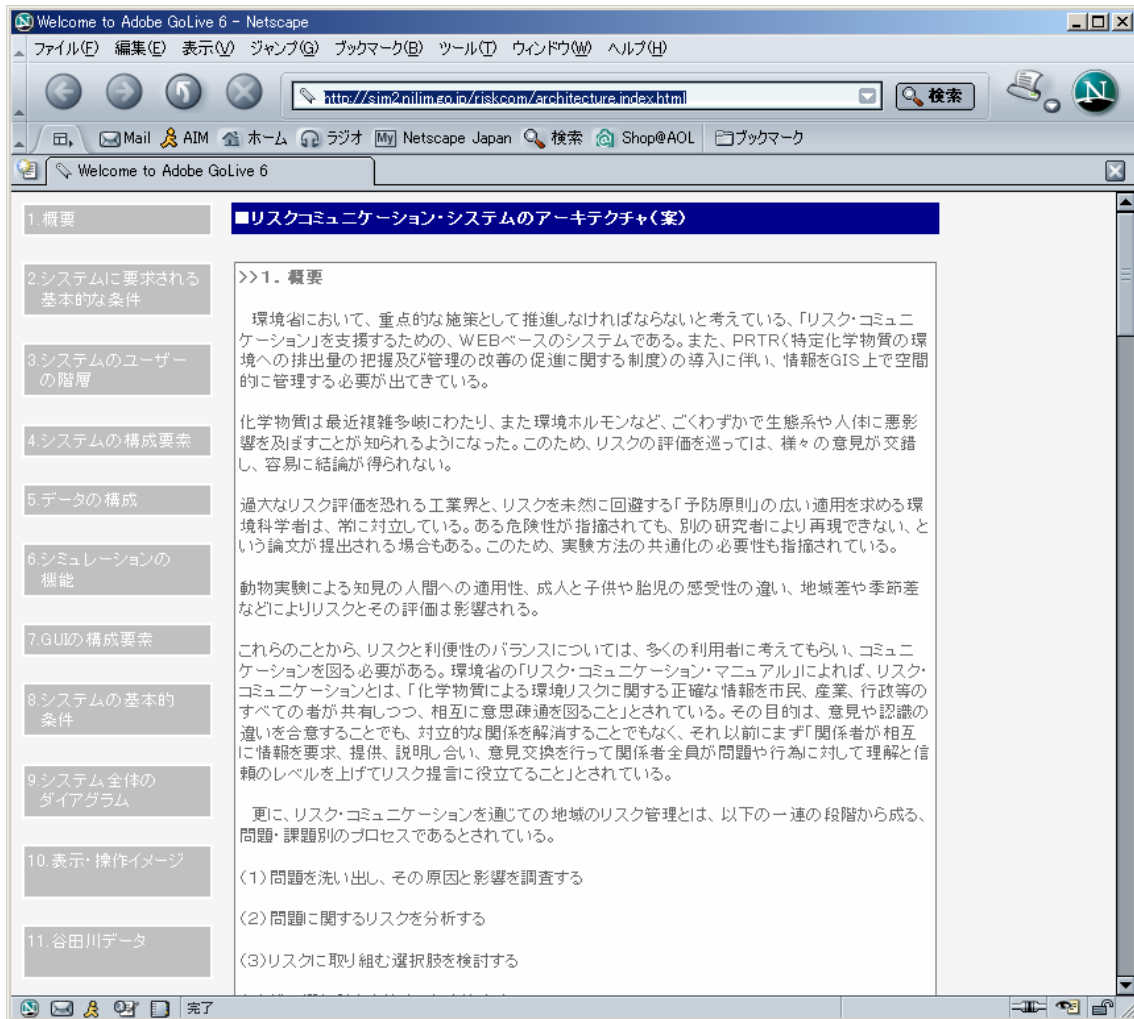 Welcome to Adobe GoLive 6 - Netscape
ファイル(F) 編集(E) 表示(V) ジャンプ(G) ブックマーク(B) ツール(T) ウィンドウ(W) ヘルプ(H)
http://sim2.nilim.go.jp/riskcom/architecture.index.html
検索
N
Mail AIM ホーム ラジオ My Netscape Japan 検索 Shop@AOL ブックマーク
Welcome to Adobe GoLive 6
1.概要
2.システムに要求される
基本的な条件
3.システムのユーザー
の階層
4.システムの構成要素
5.データの構成
6.シミュレーションの
機能
7.GUIの構成要素
8.システムの基本的
条件
9.システム全体の
ダイアグラム
10.表示・操作イメージ
11.谷田川データ
■リスクコミュニケーション・システムのアーキテクチャ(案)
>>1. 概要
環境省において、重点的な施策として推進しなければならないと考えている、「リスク・コミュニ
ケーション」を支援するための、WEBベースのシステムである。また、PRTR(特定化学物質の環
境への排出量の把握及び管理の改善の促進に関する制度)の導入に伴い、情報をGIS上で空間
的に管理する必要が出てきている。
化学物質は最近複雑多岐にわたり、また環境ホルモンなど、ごくわずかで生態系や人体に悪影
響を及ぼすことが知られるようになった。このため、リスクの評価を巡っては、様々の意見が交錯
し、容易に結論が得られない。
過大なリスク評価を恐れる工業界と、リスクを未然に回避する「予防原則」の広い適用を求める環
境科学者は、常に対立している。ある危険性が指摘されても、別の研究者により再現できない、と
いう論文が提出される場合もある。このため、実験方法の共通化の必要性も指摘されている。
動物実験による知見の人間への適用性、成人と子供や胎児の感受性の違い、地域差や季節差
などによりリスクとその評価は影響される。
これらのことから、リスクと利便性のバランスについては、多くの利用者に考えてもらい、コミュニ
ケーションを図る必要がある。環境省の「リスク・コミュニケーション・マニュアル」によれば、リスク・
コミュニケーションとは、「化学物質による環境リスクに関する正確な情報を市民、産業、行政等の
すべての者が共有しつつ、相互に意思疎通を図ること」とされている。その目的は、意見や認識の
違いを合意することでも、対立的な関係を解消することでもなく、それ以前にまず「関係者が相互
に情報を要求、提供、説明し合い、意見交換を行って関係者全員が問題や行為に対して理解と信
頼のレベルを上げてリスク提言に役立てること」とされている。
更に、リスク・コミュニケーションを通じての地域のリスク管理とは、以下の一連の段階から成る、
問題・課題別のプロセスであるとされている。
(1)問題を洗い出し、その原因と影響を調査する
(2)問題に関するリスクを分析する
(3)リスクに取り組む選択肢を検討する
完了